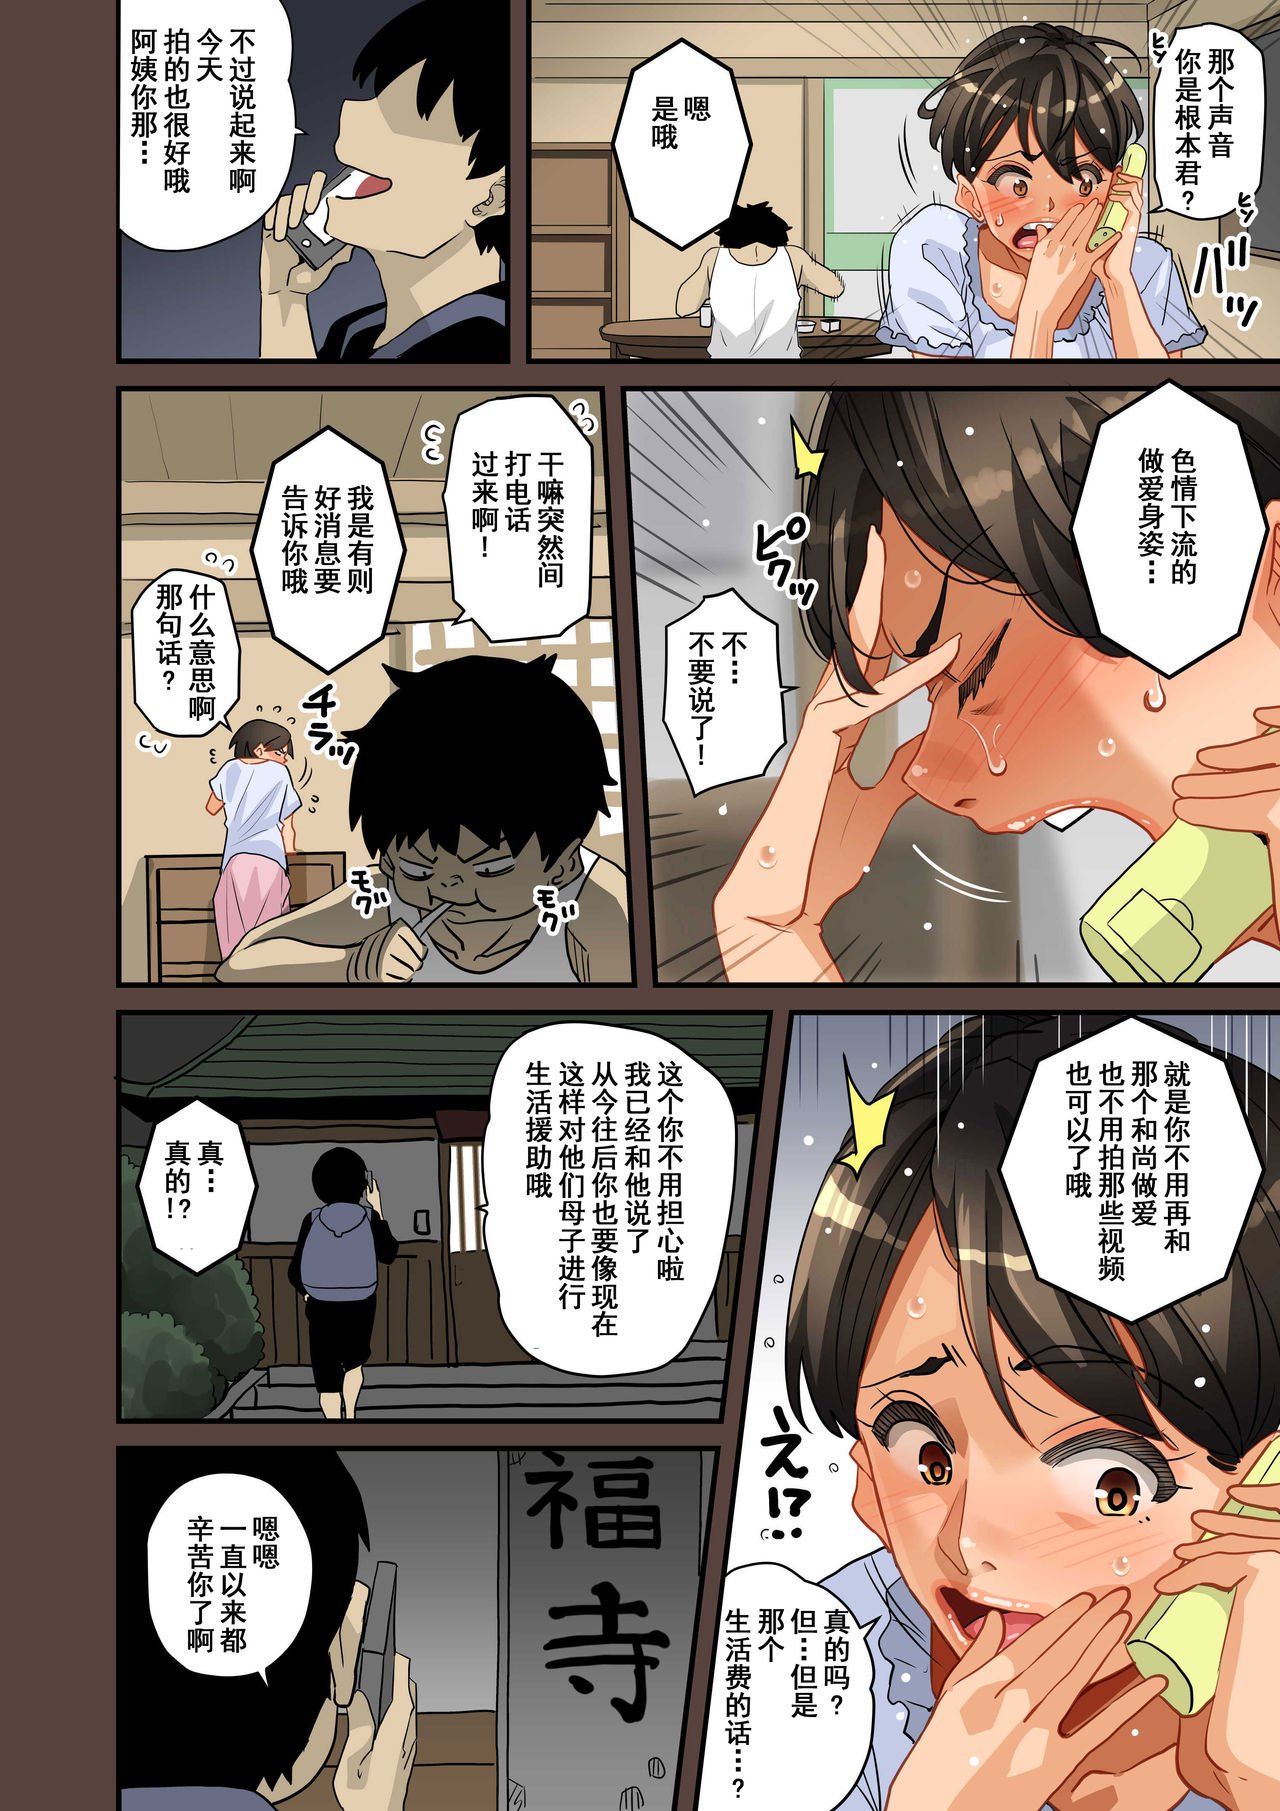 那个声音
你是根本君?
ヒッ
ヒッ
バッ
嗯哦
是
不过说起来啊
今天
拍的也很好哦
阿姨你那…
色情下流的
做爱身姿…
ピクッ
不…
不要说了!
干嘛突然间
打电话
过来啊!
我是有则
好消息要
告诉你哦
什么意思啊
那句话?
チラッ
モグ
モグ
就是你不用再和
那个和尚做爱
也不用拍那些视频
也可以了哦
え!?
真的吗?
但…但是
那个
生活费的话…?
这个你不用担心啦
我已经和他说了
从今往后你也要像现在
这样对他们母子进行
生活援助哦
真…
真的!?
福寺
嗯嗯
一直以来都
辛苦你了啊